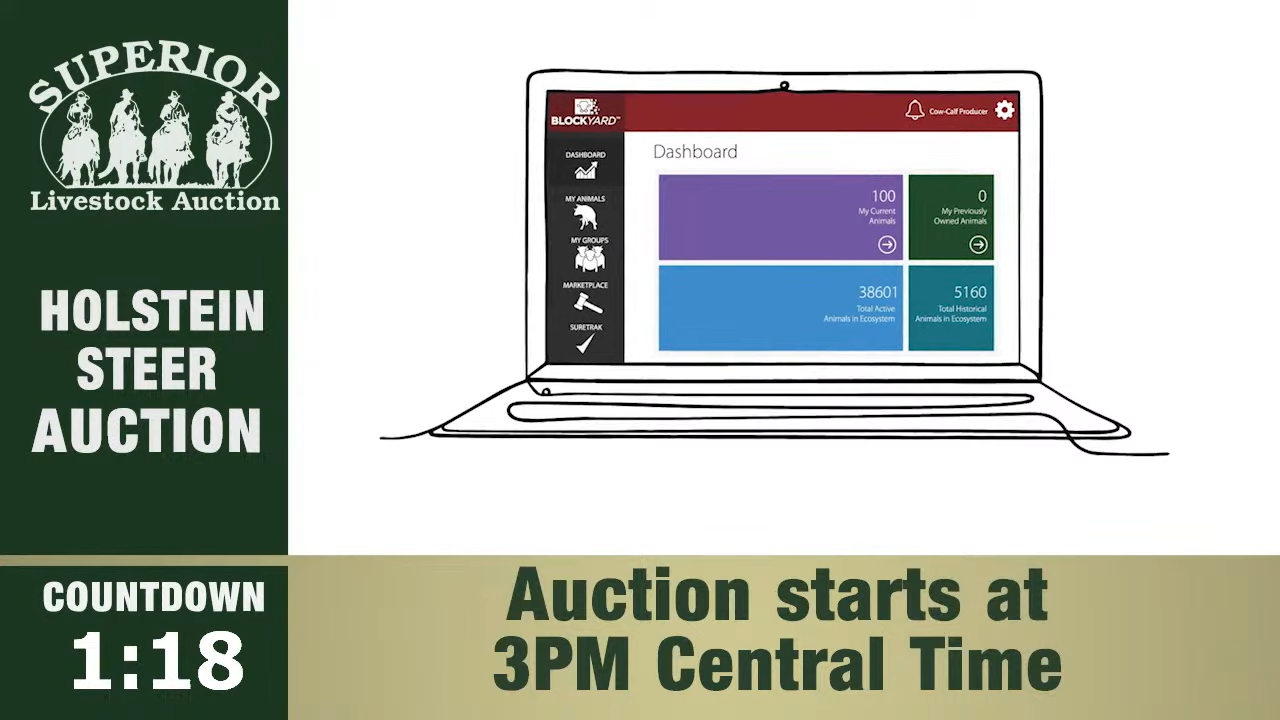 SUPERIOR
Livestock Auction
HOLSTEIN
STEER
AUCTION
BLOCKYARD™
Cow-Calf Producer
DASHBOARD
MY ANIMALS
MY GROUPS
MARKETPLACE
SURETRAK
Dashboard
100
My Current
Animals
0
My Previously
Owned Animals
38601
Total Active
Animals in Ecosystem
5160
Total Historical
Animals in Ecosystem
COUNTDOWN
1:18
Auction starts at
3PM Central Time